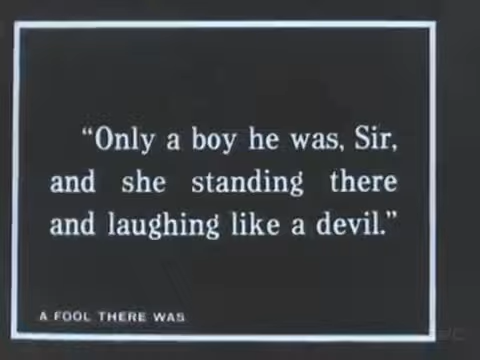 “Only a boy he was, Sir,
and she standing there
and laughing like a devil.”
A FOOL THERE WAS